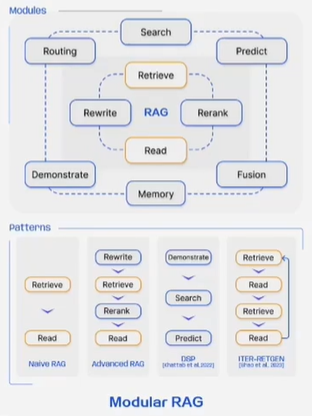 Modules
Search
Routing
Predict
Retrieve
Rewrite
RAG
Rerank
Read
Demonstrate
Fusion
Memory
Patterns
Retrieve
Read
Naive RAG
Rewrite
Retrieve
Rerank
Read
Advanced RAG
Demonstrate
Search
Predict
DSP
(Khattab et al.2022)
Retrieve
Read
Retrieve
Read
ITER-RETGEN
(Shao et al. 2023)
Modular RAG